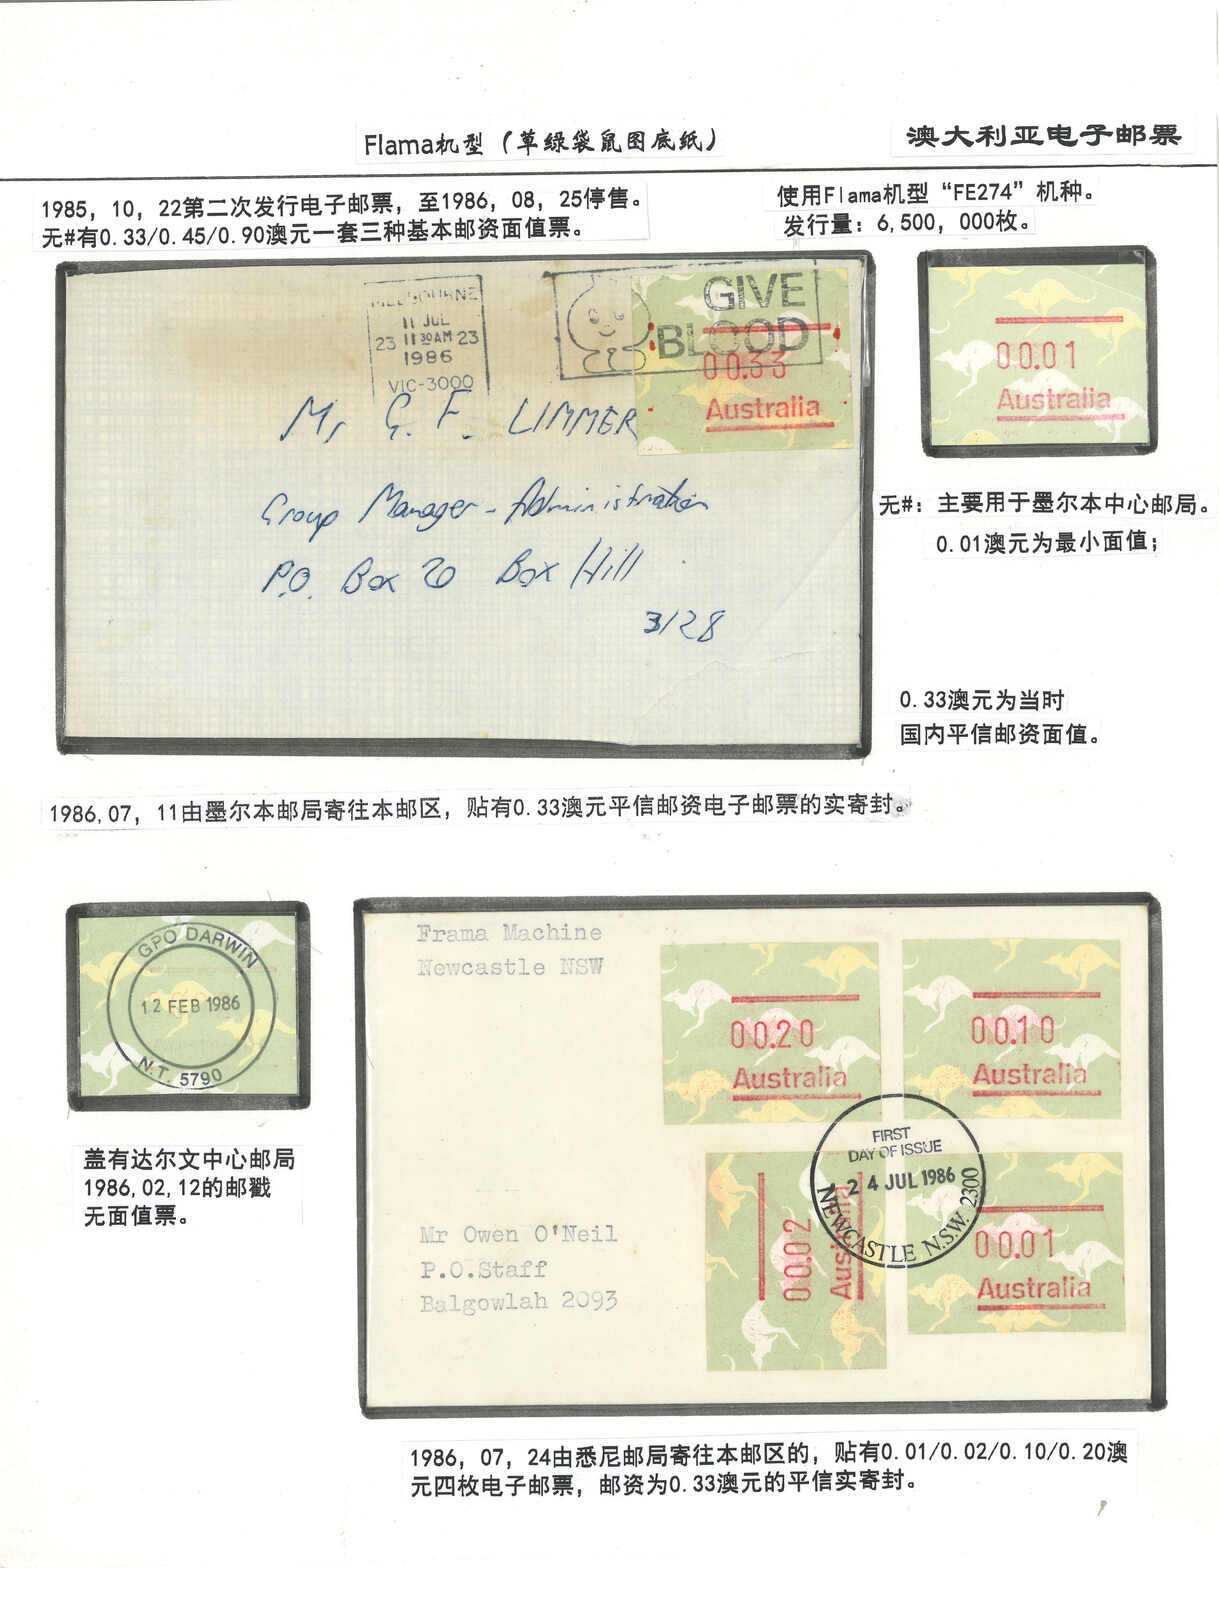 澳大利亚电子邮票
Flama机型（草绿袋鼠图底纸）
1985, 10, 22第二次发行电子邮票, 至1986, 08, 25停售。
无#有0.33/0.45/0.90澳元一套三种基本邮资面值票。
使用Flama机型“FE274”机种。
发行量: 6,500, 000枚。
MELBOURNE
11 JUL
23 11 30AM 23
1986
VIC-3000
GIVE
BLOOD
00.33
Australia
Mr G. F. LIMMER
Group Manager - Administration
P.O. Box 20 Box Hill
3128
00.01
Australia
无#: 主要用于墨尔本中心邮局。
0.01澳元为最小面值;
0.33澳元为当时
国内平信邮资面值。
1986,07, 11由墨尔本邮局寄往本邮区, 贴有0.33澳元平信邮资电子邮票的实寄封。
GPO DARWIN
12 FEB 1986
N.T. 5790
盖有达尔文中心邮局
1986,02,12的邮戳
无面值票。
Frama Machine
Newcastle NSW
00.20
Australia
00.10
Australia
FIRST
DAY OF ISSUE
24 JUL 1986
NEWCASTLE N.S.W. 2300
00.02
Australia
00.01
Australia
Mr Owen O'Neil
P.O.Staff
Balgowlah 2093
1986, 07, 24由悉尼邮局寄往本邮区的, 贴有0.01/0.02/0.10/0.20澳
元四枚电子邮票, 邮资为0.33澳元的平信实寄封。